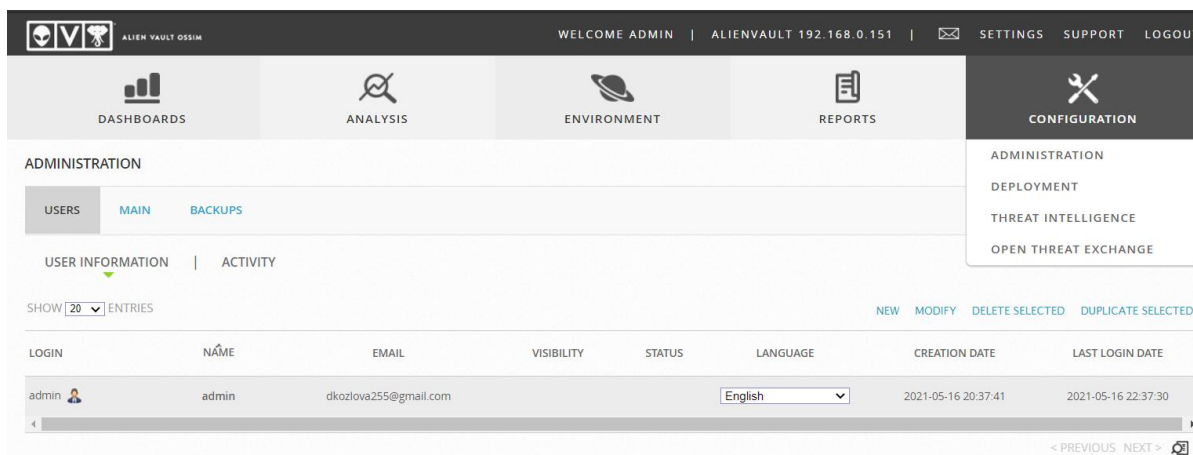 ALIEN VAULT OSSIM
WELCOME ADMIN | ALIENVAULT 192.168.0.151 | SETTINGS SUPPORT LOGOU
DASHBOARDS ANALYSIS ENVIRONMENT REPORTS CONFIGURATION
ADMINISTRATION
DEPLOYMENT
THREAT INTELLIGENCE
OPEN THREAT EXCHANGE
ADMINISTRATION
USERS MAIN BACKUPS
USER INFORMATION | ACTIVITY
SHOW 20 ENTRIES
NEW MODIFY DELETE SELECTED DUPLICATE SELECTED
LOGIN NAME EMAIL VISIBILITY STATUS LANGUAGE CREATION DATE LAST LOGIN DATE
admin admin dkozlova255@gmail.com English 2021-05-16 20:37:41 2021-05-16 22:37:30
< PREVIOUS NEXT >